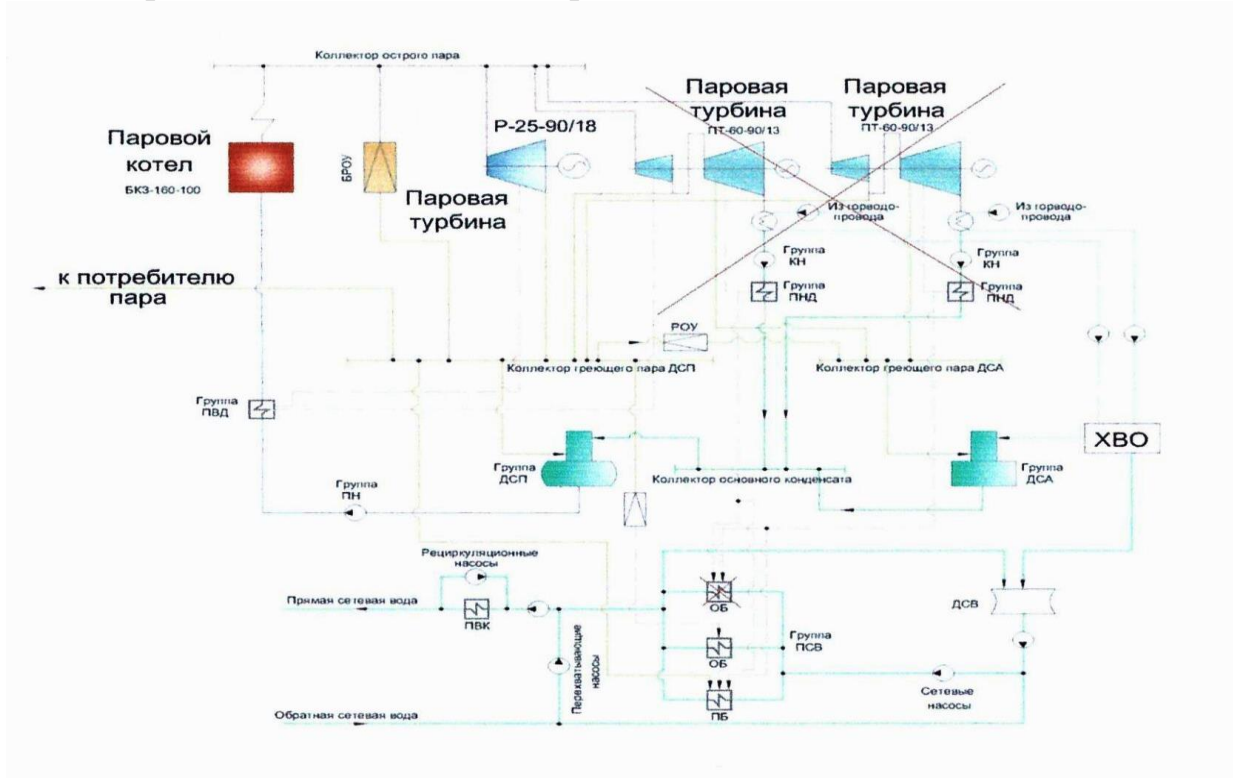 Коллектор острого пара
Паровой
котел
БКЗ-160-100
БРОУ
Р-25-90/18
Паровая
турбина
Паровая
турбина
ПТ-60-90/13
Паровая
турбина
ПТ-60-90/13
Из горводо-
провода
Из горводо-
провода
Группа
КН
Группа
КН
Группа
ПНД
Группа
ПНД
к потребителю
пара
РОУ
Коллектор греющего пара ДСП
Коллектор греющего пара ДСА
Группа
ПВД
ХВО
Группа
ДСП
Коллектор основного конденсата
Группа
ДСА
Группа
ПН
Рециркуляционные
насосы
Прямая сетевая вода
ПВК
Перехватывающие
насосы
ОБ
ОБ
ПБ
Группа
ПСВ
ДСВ
Сетевые
насосы
Обратная сетевая вода